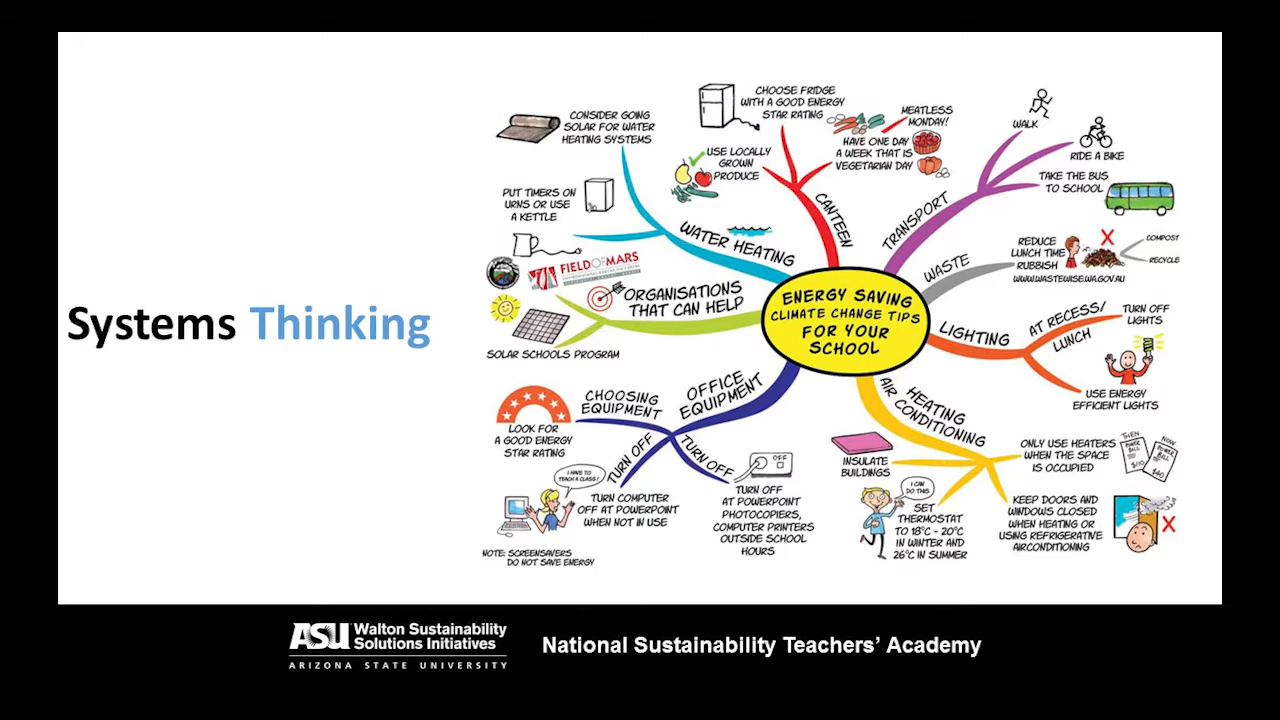 Systems Thinking
ENERGY SAVING
CLIMATE CHANGE TIPS
FOR YOUR
SCHOOL
CANTEEN
CHOOSE FRIDGE
WITH A GOOD ENERGY
STAR RATING
USE LOCALLY
GROWN
PRODUCE
MEATLESS
MONDAY!
HAVE ONE DAY
A WEEK THAT IS
VEGETARIAN DAY
TRANSPORT
WALK
RIDE A BIKE
TAKE THE BUS
TO SCHOOL
WASTE
REDUCE
LUNCH TIME
RUBBISH
WWW.WASTEWISE.WA.GOV.AU
COMPOST
RECYCLE
LIGHTING
AT RECESS/
LUNCH
TURN OFF
LIGHTS
USE ENERGY
EFFICIENT LIGHTS
HEATING
AIR CONDITIONING
ONLY USE HEATERS
WHEN THE SPACE
IS OCCUPIED
THEN
POWER
BILL
$110
NOW
POWER
BILL
$40
KEEP DOORS AND
WINDOWS CLOSED
WHEN HEATING OR
USING REFRIGERATIVE
AIRCONDITIONING
I CAN
DO THIS
SET
THERMOSTAT
TO 18°C - 20°C
IN WINTER AND
26°C IN SUMMER
INSULATE
BUILDINGS
OFFICE
EQUIPMENT
TURN OFF
OFF
TURN OFF
AT POWERPOINT
PHOTOCOPIERS,
COMPUTER PRINTERS
OUTSIDE SCHOOL
HOURS
TURN OFF
I HAVE TO
TEACH A CLASS!
TURN COMPUTER
OFF AT POWERPOINT
WHEN NOT IN USE
NOTE: SCREENSAVERS
DO NOT SAVE ENERGY
CHOOSING
EQUIPMENT
LOOK FOR
A GOOD ENERGY
STAR RATING
ORGANISATIONS
THAT CAN HELP
FIELD OF MARS
SOLAR SCHOOLS PROGRAM
WATER HEATING
PUT TIMERS ON
URNS OR USE
A KETTLE
CONSIDER GOING
SOLAR FOR WATER
HEATING SYSTEMS
ASU Walton Sustainability
Solutions Initiatives
ARIZONA STATE UNIVERSITY
National Sustainability Teachers’ Academy